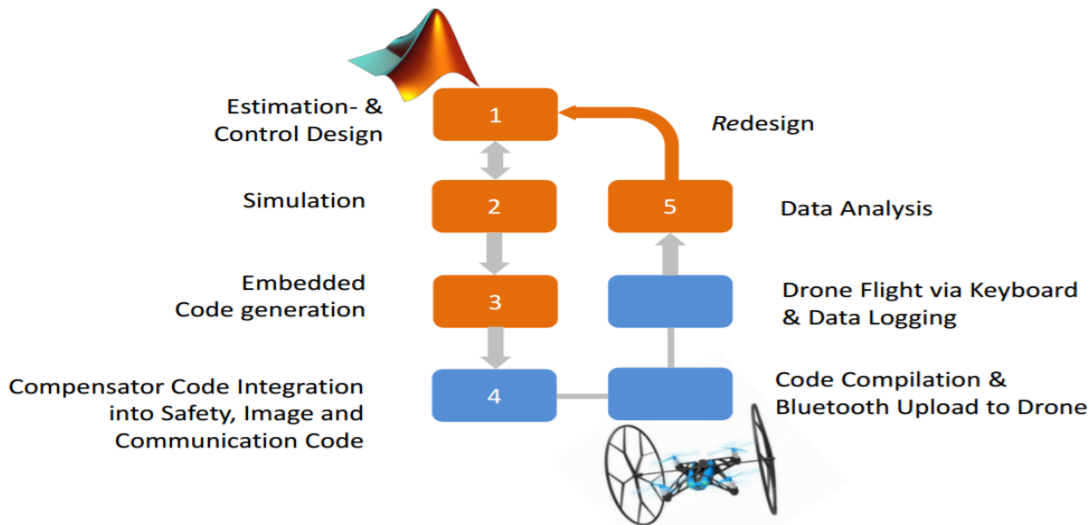 Estimation- &
Control Design
1
Redesign
Simulation
2
5
Data Analysis
Embedded
Code generation
3
Drone Flight via Keyboard
& Data Logging
Compensator Code Integration
into Safety, Image and
Communication Code
4
Code Compilation &
Bluetooth Upload to Drone